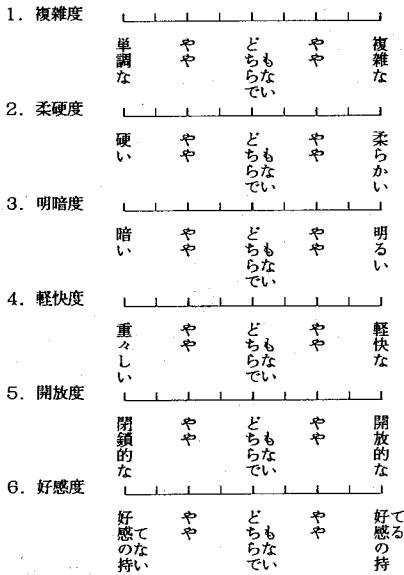 1. 複雑度
単調な
やや
どちらでもない
やや
複雑な
2. 柔硬度
硬い
やや
どちらでもない
やや
柔らかい
3. 明暗度
暗い
やや
どちらでもない
やや
明るい
4. 軽快度
重々しい
やや
どちらでもない
やや
軽快な
5. 開放度
閉鎖的な
やや
どちらでもない
やや
開放的な
6. 好感度
好感の持てない
やや
どちらでもない
やや
好感の持てる